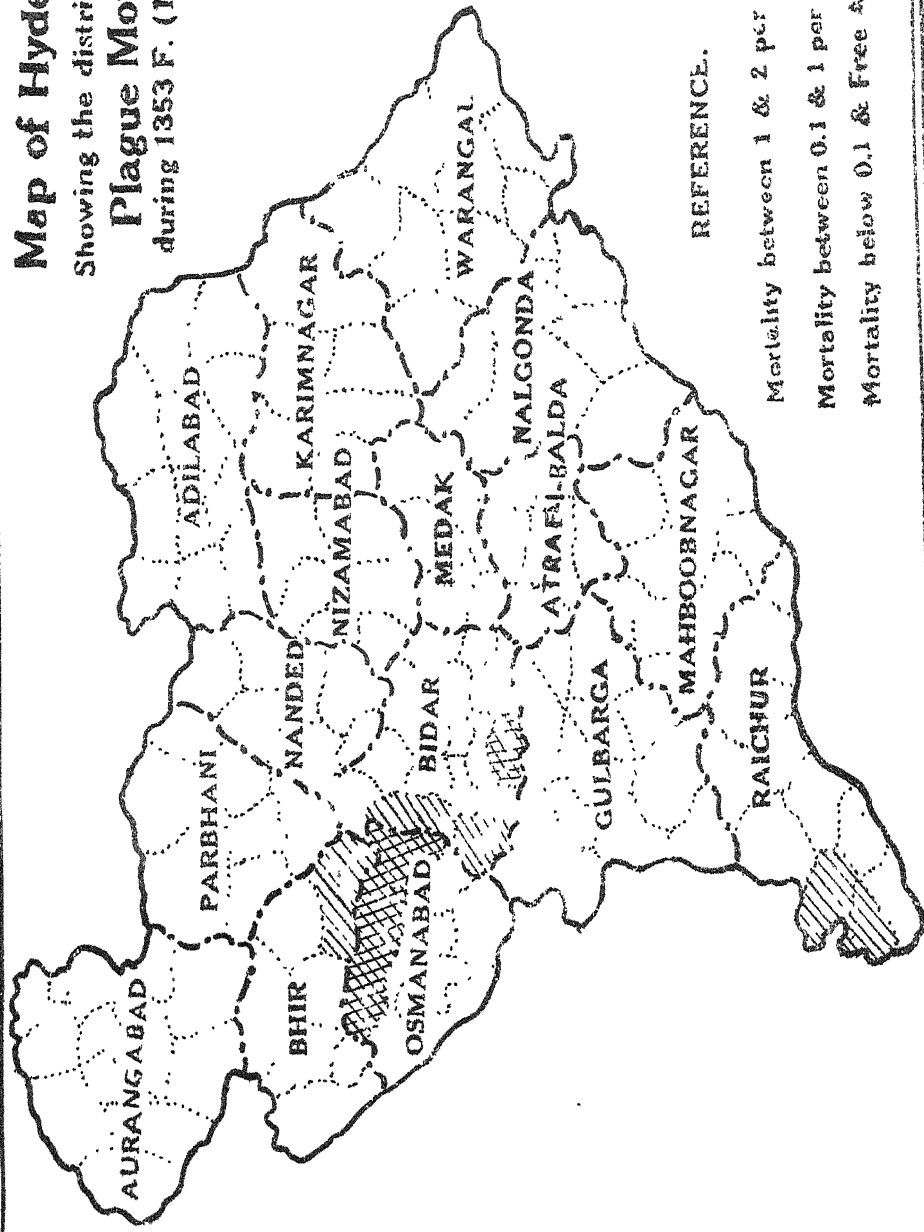 Map of Hyde
Showing the distri
Plague Mo
during 1353 F. (1
AURANGABAD
PARBHANI
ADILABAD
BHIR
NANDED
NIZAMABAD
KARIMNAGAR
OSMANABAD
BIDAR
MEDAK
WARANGAL
GULBARGA
ATRAFI-BALDA
NALGONDA
RAICHUR
MAHBOOBNAGAR
REFERENCE.
Mortality between 1 & 2 per
Mortality between 0.1 & 1 per
Mortality below 0.1 & Free